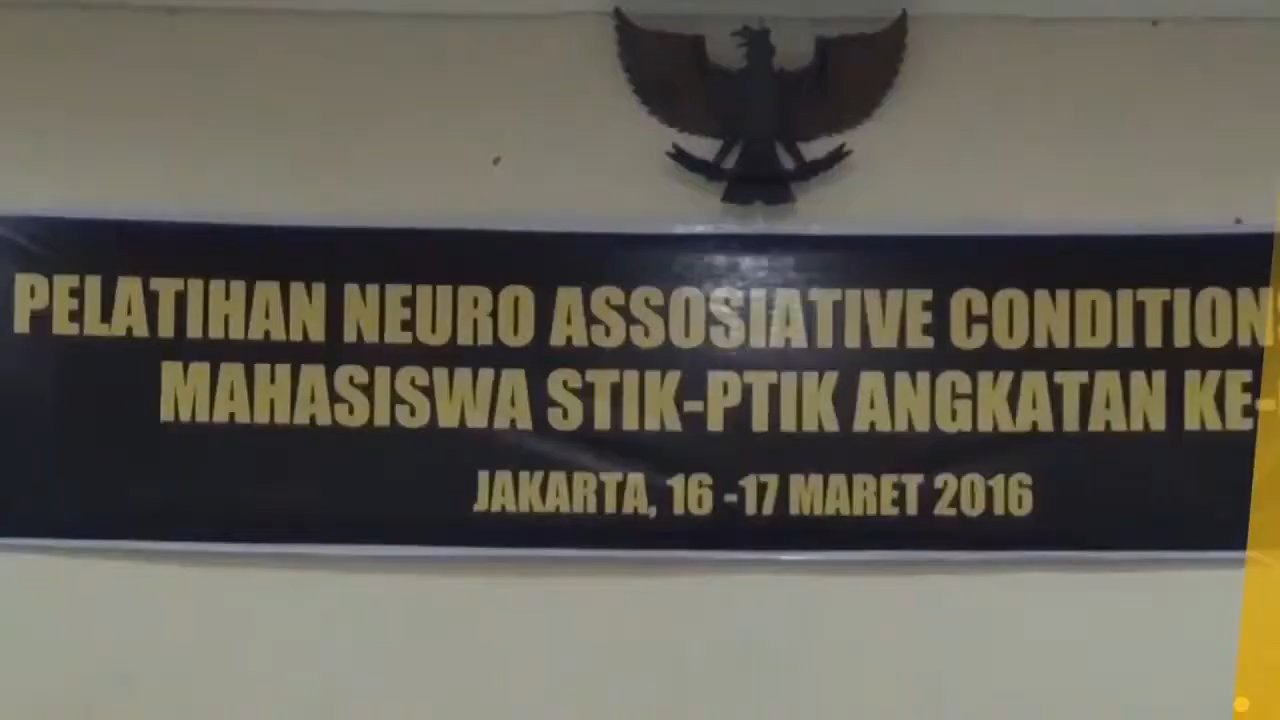 PELATIHAN NEURO ASSOSIATIVE CONDITION
MAHASISWA STIK-PTIK ANGKATAN KE-
JAKARTA, 16 -17 MARET 2016